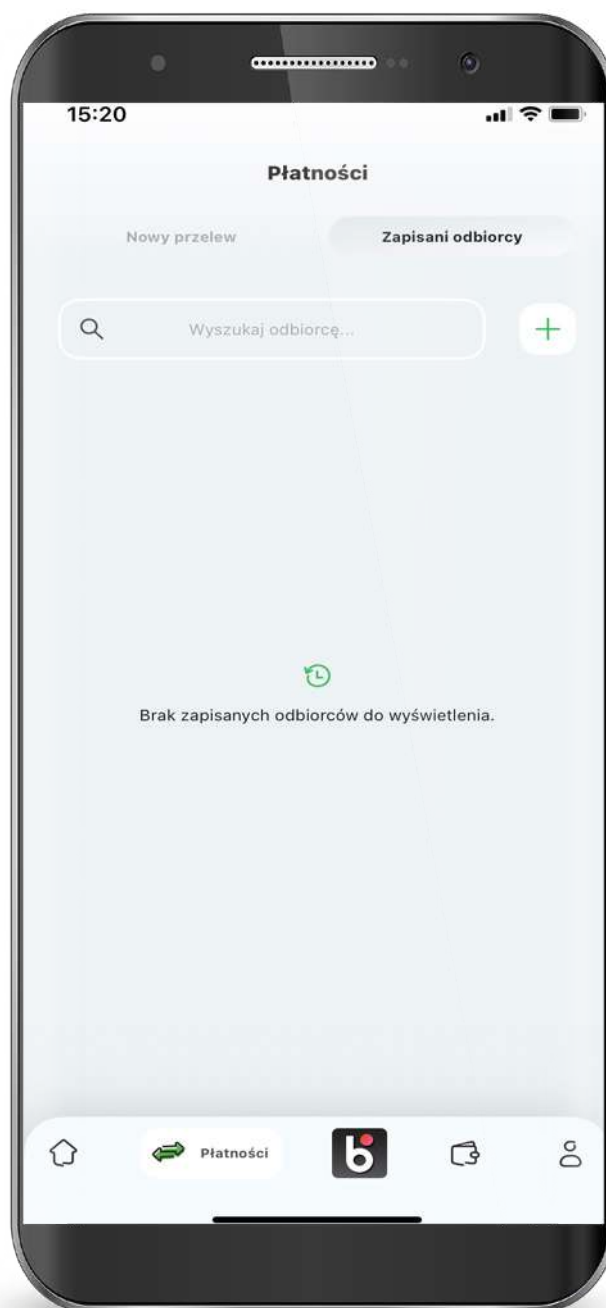 15:20
Płatności
Nowy przelew
Zapisani odbiorcy
Wyszukaj odbiorcę...
Brak zapisanych odbiorców do wyświetlenia.
Płatności
b